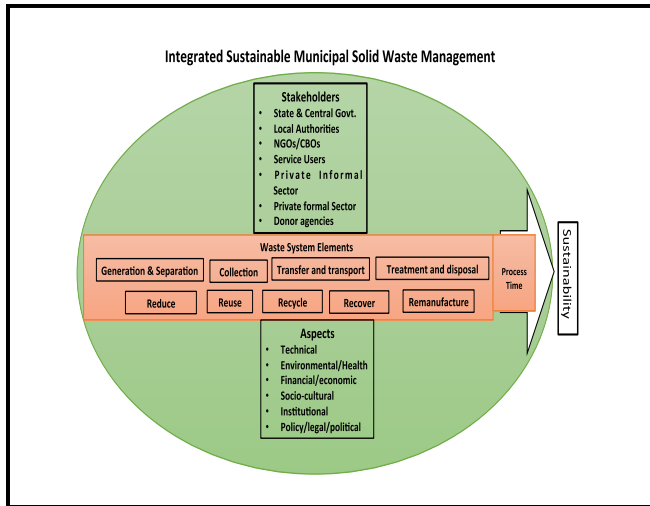 Integrated Sustainable Municipal Solid Waste Management
Stakeholders
• State & Central Govt.
• Local Authorities
• NGOs/CBOs
• Service Users
• Private Informal
Sector
• Private formal Sector
• Donor agencies
Waste System Elements
Generation & Separation
Collection
Transfer and transport
Treatment and disposal
Reduce
Reuse
Recycle
Recover
Remanufacture
Process
Time
Sustainability
Aspects
• Technical
• Environmental/Health
• Financial/economic
• Socio-cultural
• Institutional
• Policy/legal/political